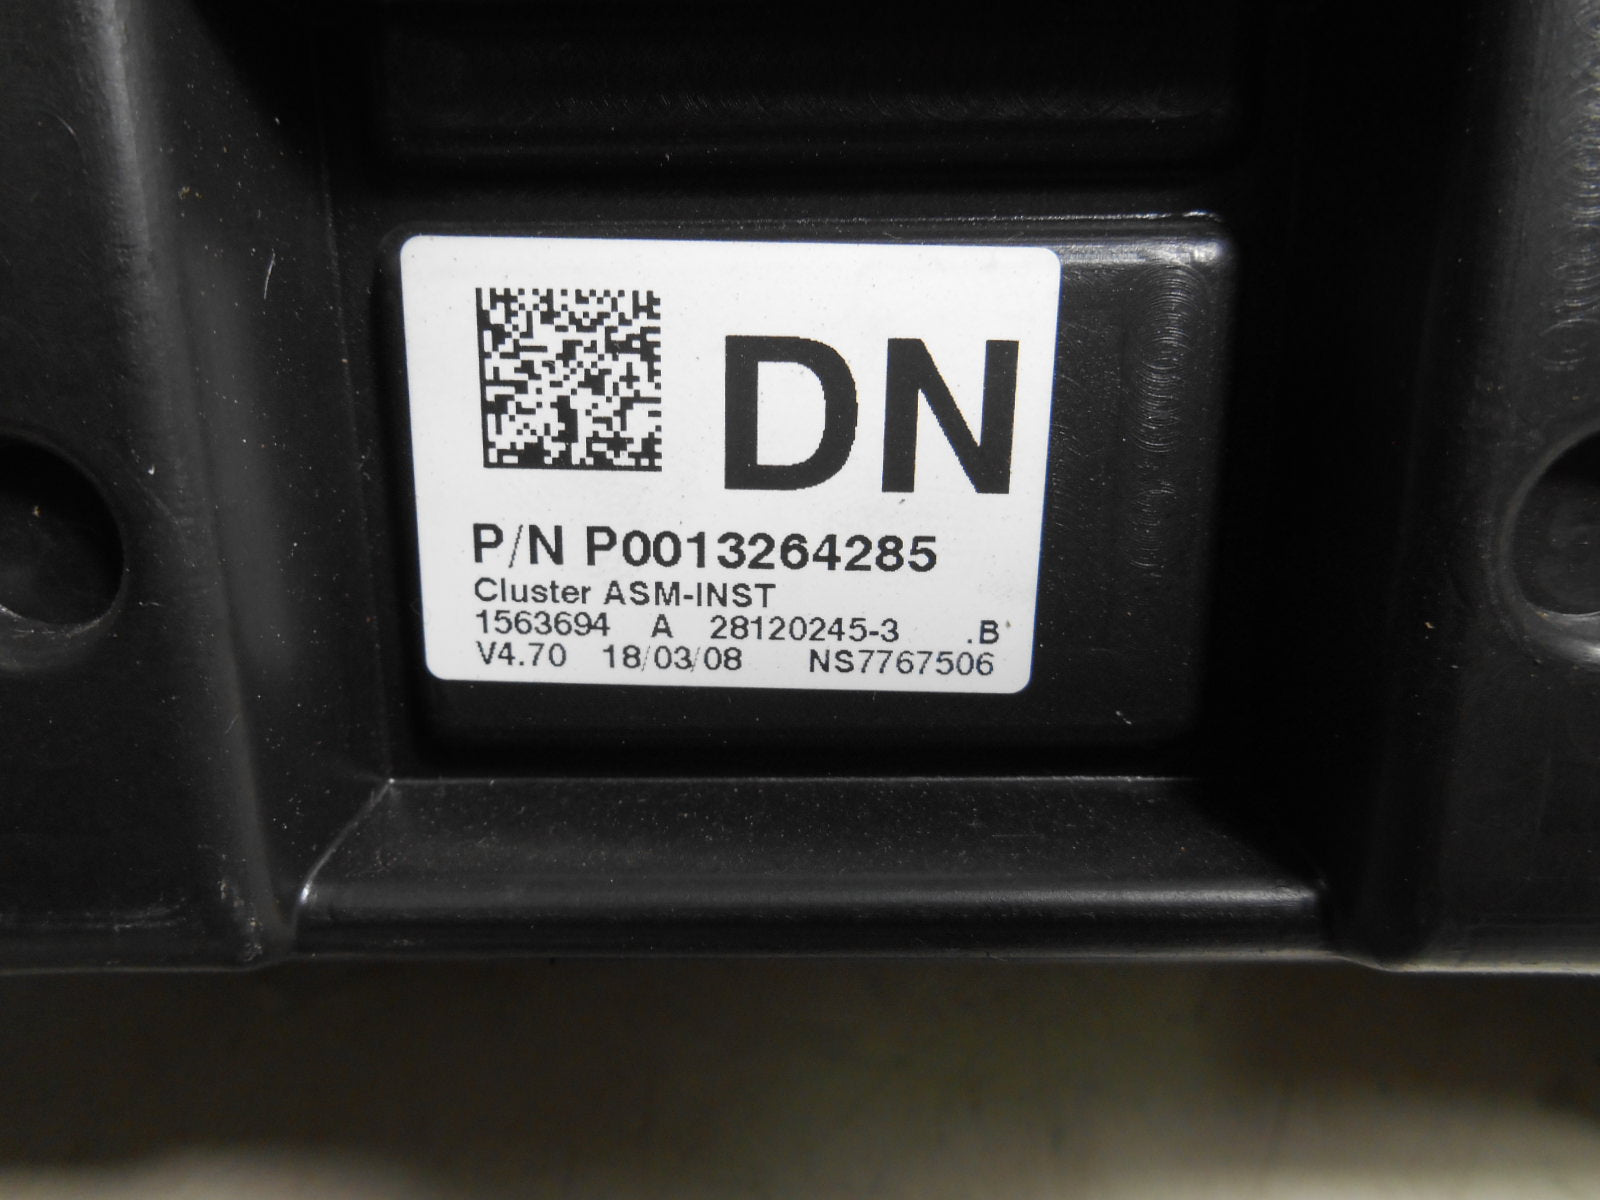 DN
P/N P0013264285
Cluster ASM-INST
1563694 A 28120245-3 .B
V4.70 18/03/08 NS7767506